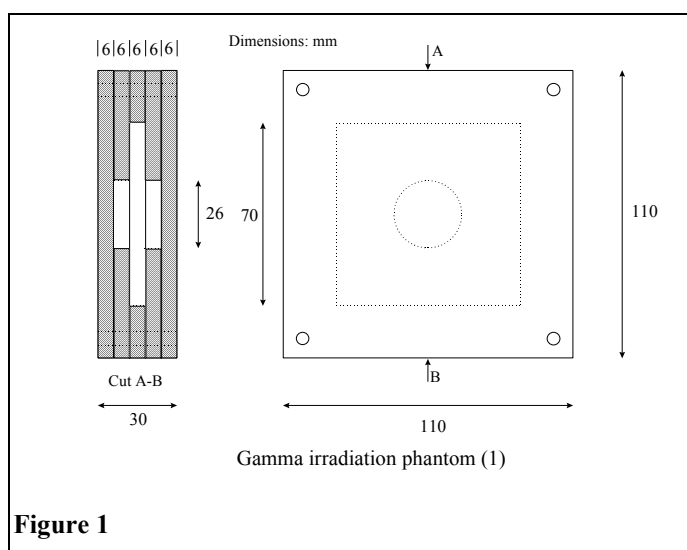 |6|6|6|6|6|
Dimensions: mm
A
26
70
110
B
Cut A-B
30
110
Gamma irradiation phantom (1)
Figure 1